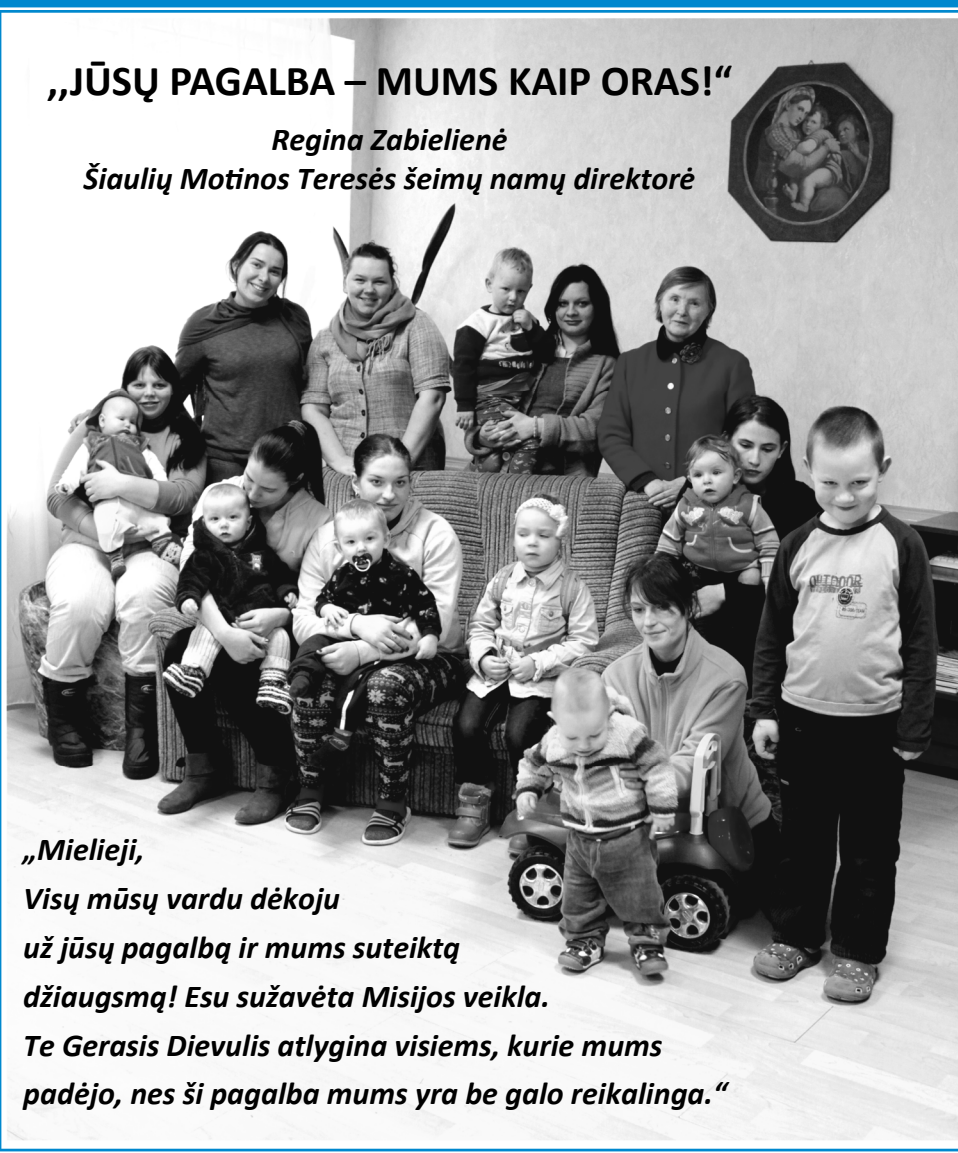 ,,JŪSŲ PAGALBA – MUMS KAIP ORAS!“
Regina Zabielienė
Šiaulių Motinos Teresės šeimų namų direktorė
OUTDOOR
„Mielieji,
Visų mūsų vardu dėkoju
už jūsų pagalbą ir mums suteiktą
džiaugsmą! Esu sužavėta Misijos veikla.
Te Gerasis Dievulis atlygina visiems, kurie mums
padėjo, nes ši pagalba mums yra be galo reikalinga.“